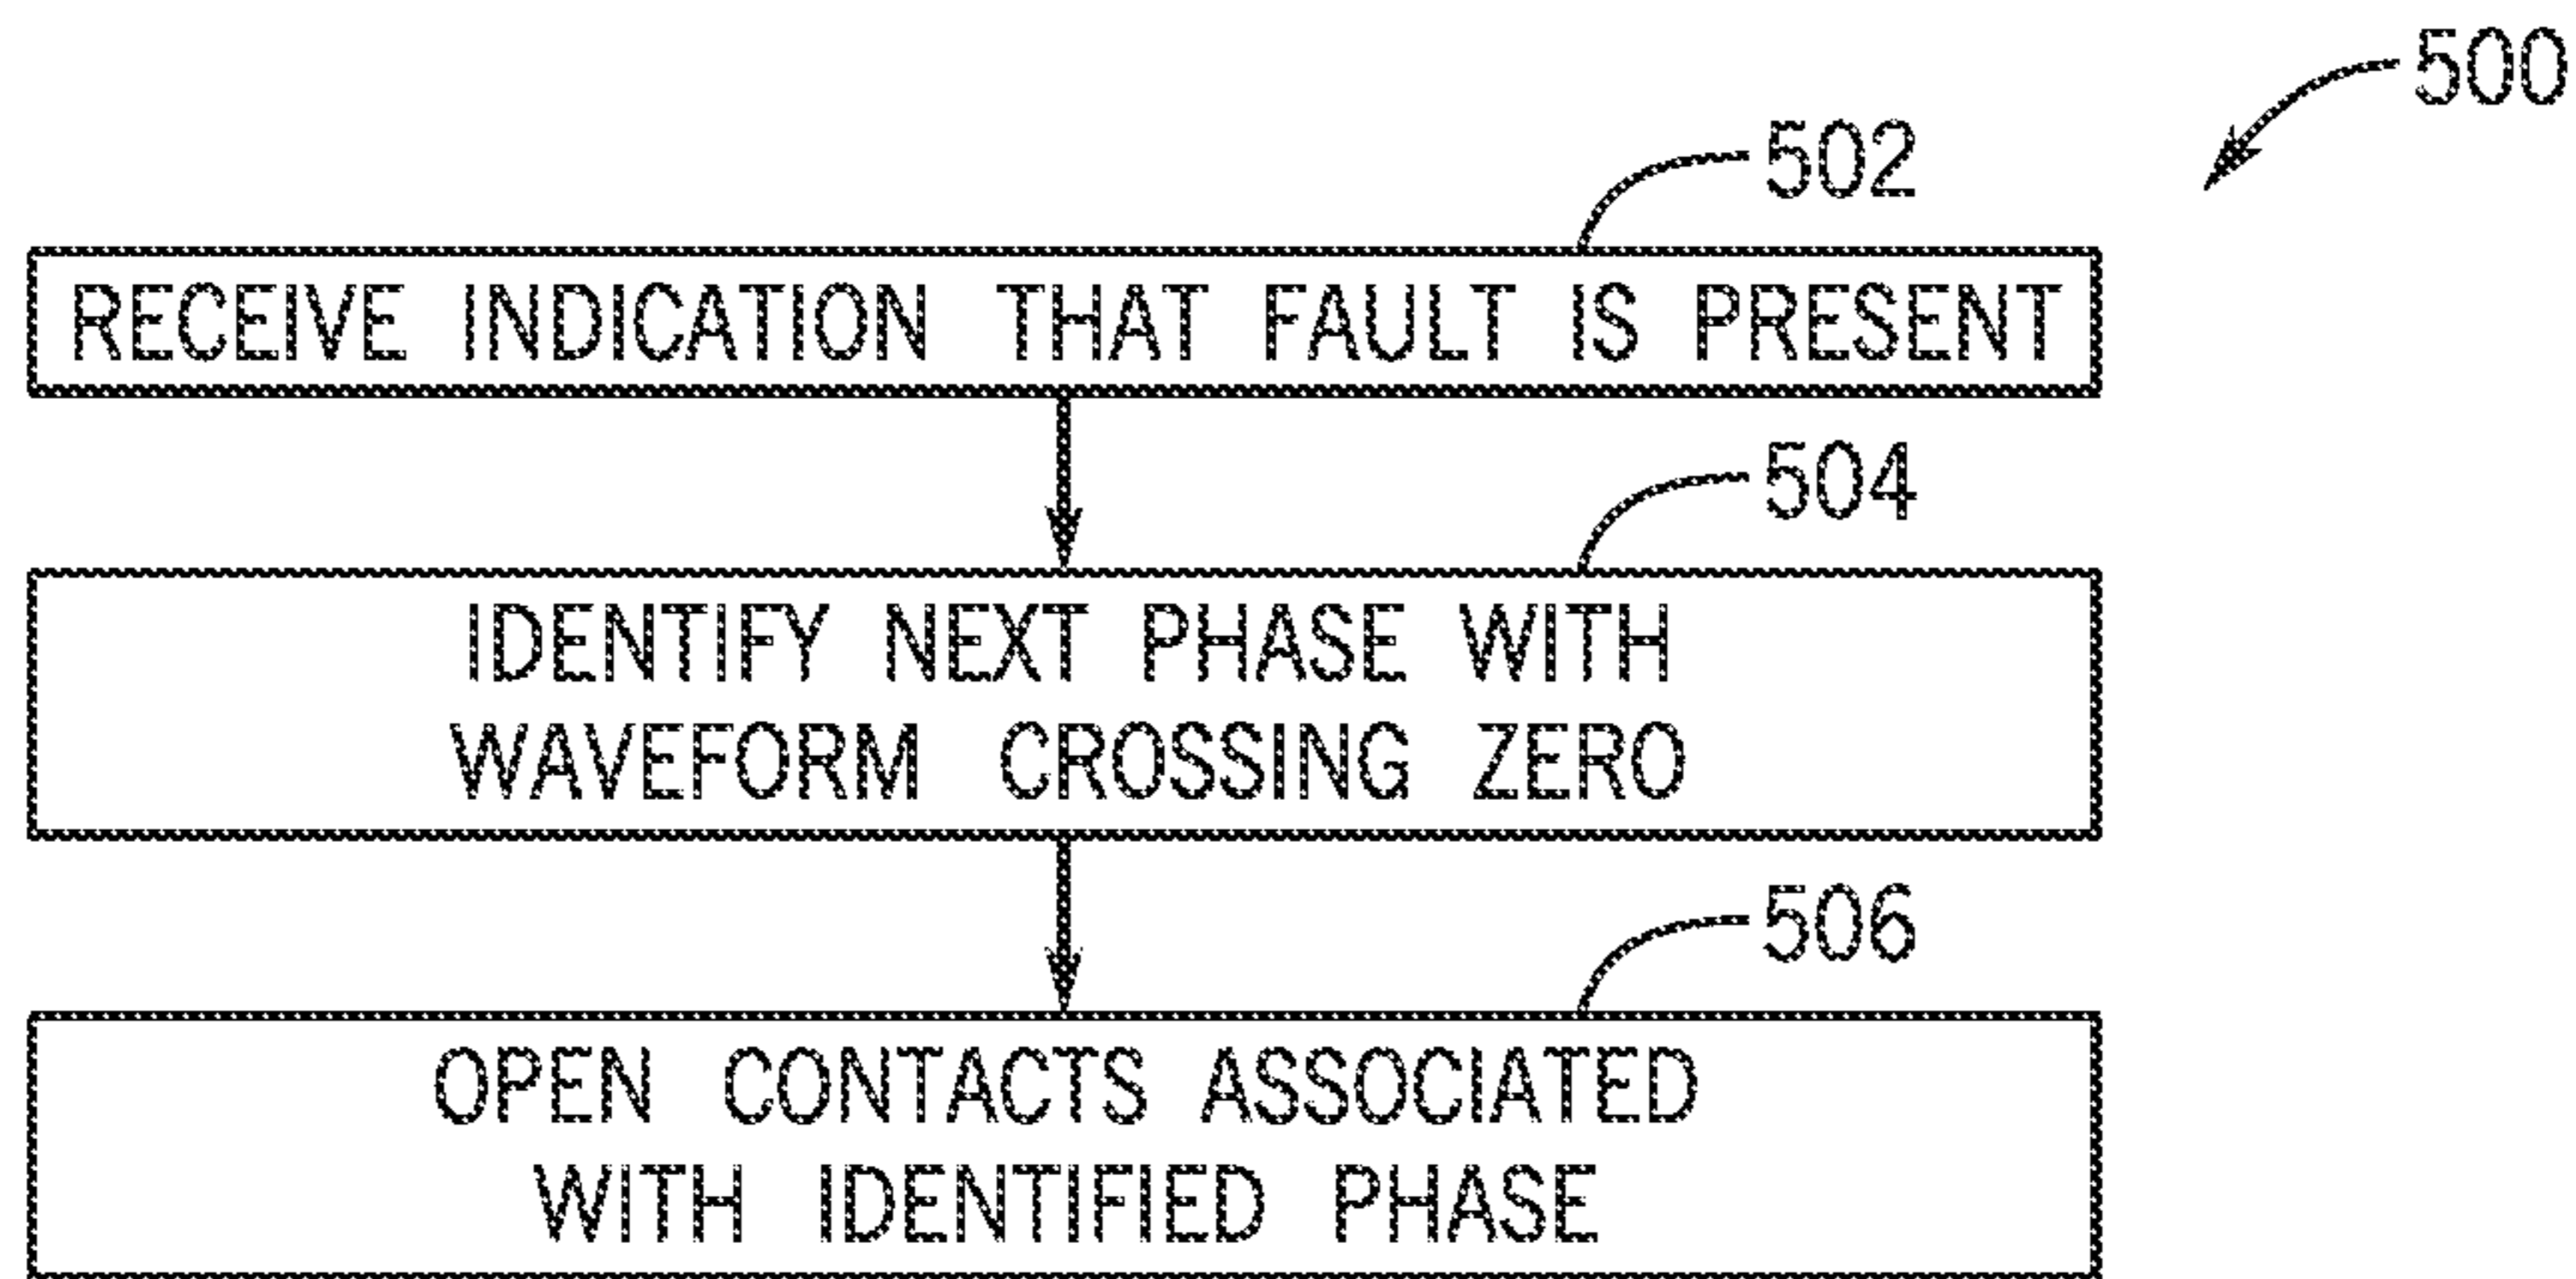 500
502
RECEIVE INDICATION THAT FAULT IS PRESENT
504
IDENTIFY NEXT PHASE WITH
WAVEFORM CROSSING ZERO
506
OPEN CONTACTS ASSOCIATED
WITH IDENTIFIED PHASE